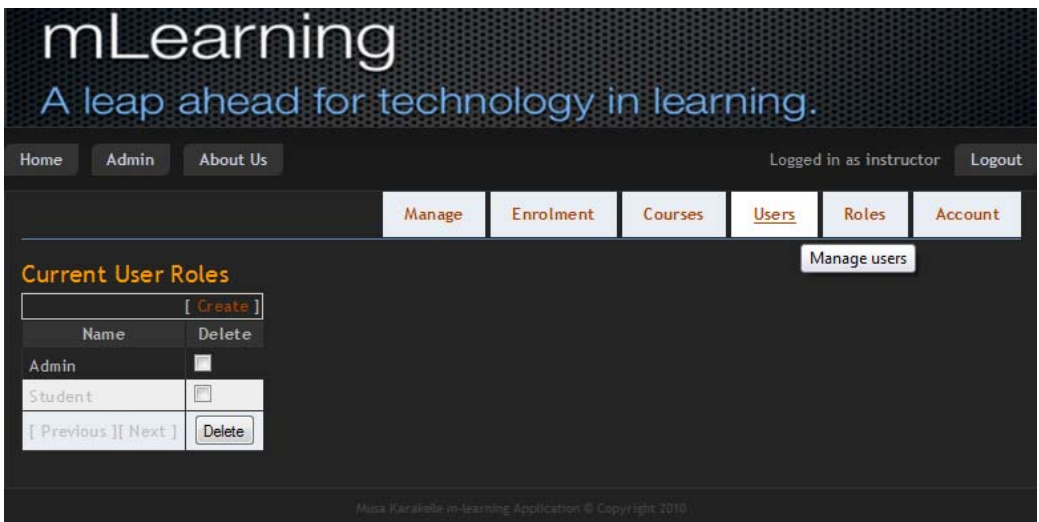 mLearning
A leap ahead for technology in learning.
Home Admin About Us Logged in as instructor Logout
Manage Enrolment Courses Users Roles Account
Manage users
Current User Roles
[ Create ]
Name Delete
Admin
Student
[ Previous ][ Next ] Delete
Musa Karakelle m-learning Application © Copyright 2010